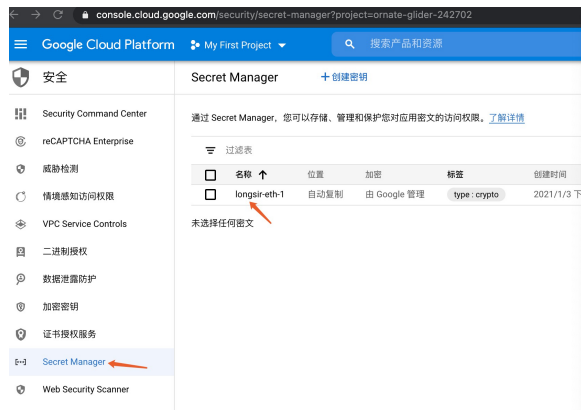 console.cloud.google.com/security/secret-manager?project=ornate-glider-242702
Google Cloud Platform My First Project 搜索产品和资源
安全 Secret Manager 创建密钥
Security Command Center
reCAPTCHA Enterprise
威胁检测
情境感知访问权限
VPC Service Controls
二进制授权
数据泄露防护
加密密钥
证书授权服务
Secret Manager
Web Security Scanner
通过 Secret Manager，您可以存储、管理和保护您对应用密文的访问权限。了解详情
过滤表
名称 位置 加密 标签 创建时间
longsir-eth-1 自动复制 由 Google 管理 type : crypto 2021/1/3 下
未选择任何密文